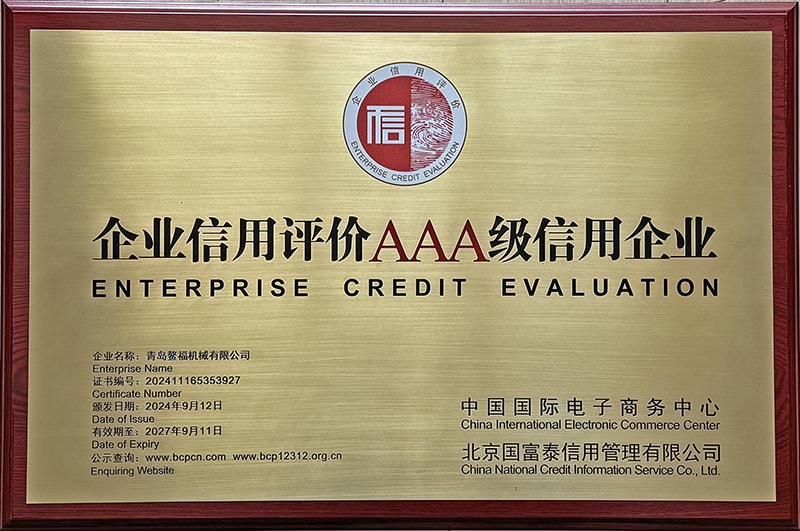 企业信用评价
信
ENTERPRISE CREDIT EVALUATION
企业信用评价AAA级信用企业
ENTERPRISE CREDIT EVALUATION
企业名称：青岛鳌福机械有限公司
Enterprise Name
证书编号：202411165353927
Certificate Number
颁发日期：2024年9月12日
Date of Issue
有效期至：2027年9月11日
Date of Expiry
公示查询：www.bcpcn.com www.bcp12312.org.cn
Enquiring Website
中国国际电子商务中心
China International Electronic Commerce Center
北京国富泰信用管理有限公司
China National Credit Information Service Co., Ltd.